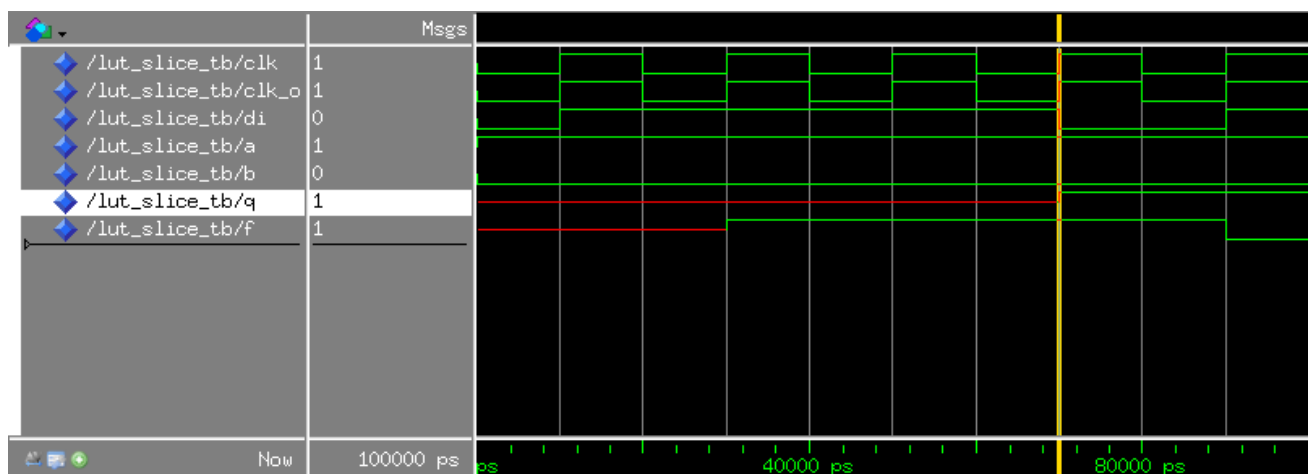 Msgs
/lut_slice_tb/clk 1
/lut_slice_tb/clk_o 1
/lut_slice_tb/di 0
/lut_slice_tb/a 1
/lut_slice_tb/b 0
/lut_slice_tb/q 1
/lut_slice_tb/f 1
Now 100000 ps ps 40000 ps 80000 ps